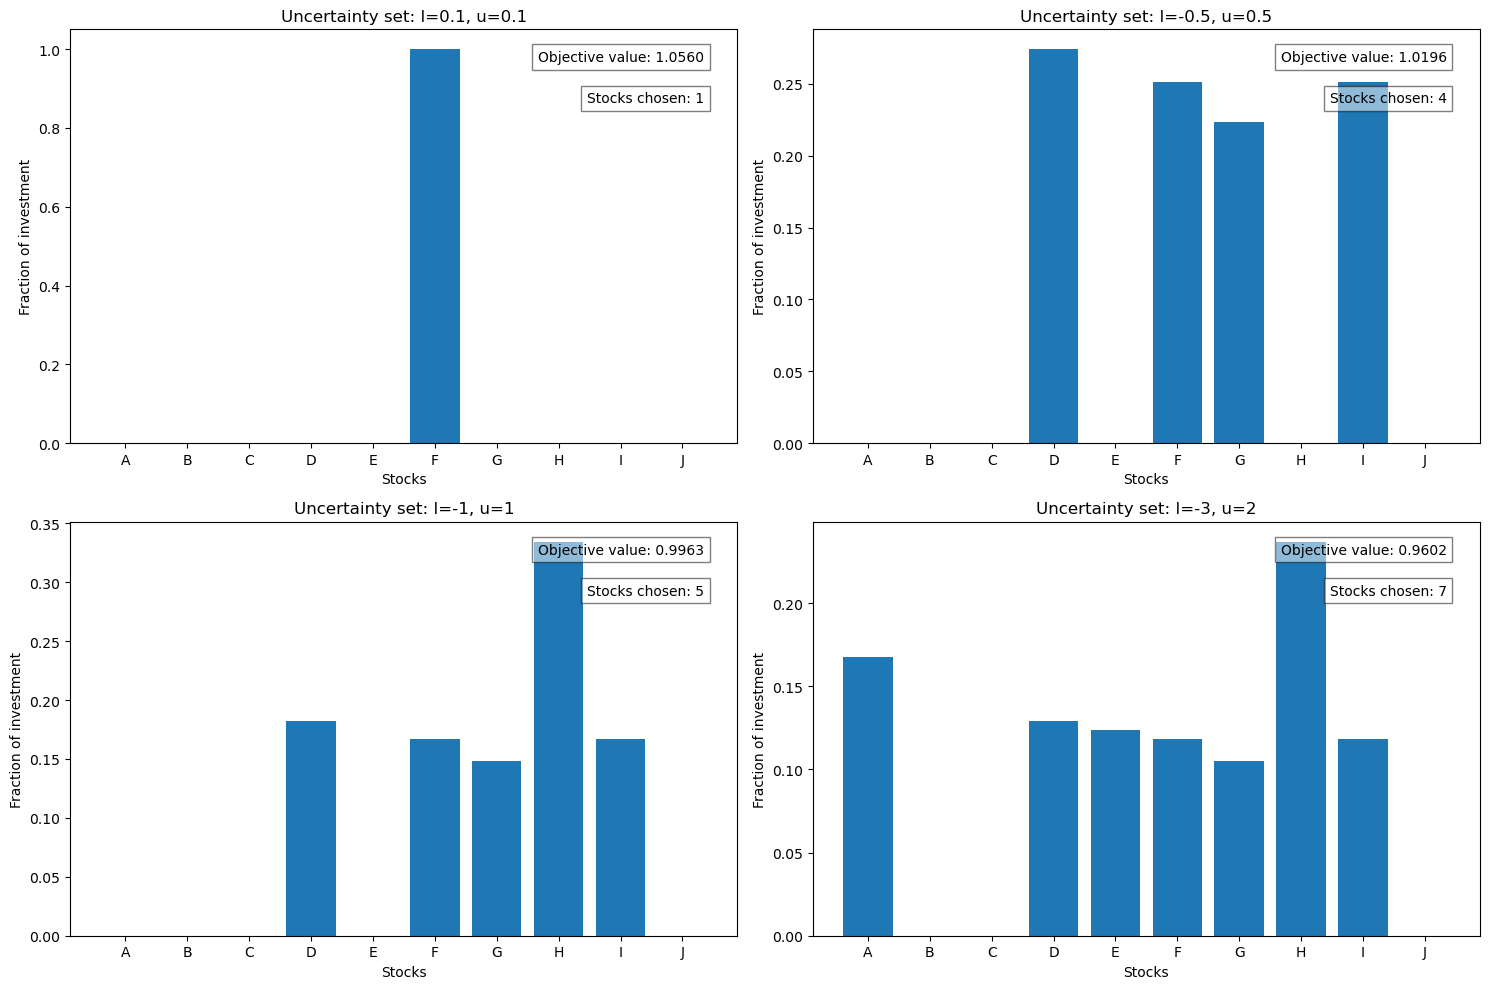 Uncertainty set: l=0.1, u=0.1
Objective value: 1.0560
Stocks chosen: 1
Fraction of investment
1.0
0.8
0.6
0.4
0.2
0.0
A B C D E F G H I J
Stocks
Uncertainty set: l=-0.5, u=0.5
Objective value: 1.0196
Stocks chosen: 4
Fraction of investment
0.25
0.20
0.15
0.10
0.05
0.00
A B C D E F G H I J
Stocks
Uncertainty set: l=-1, u=1
Objective value: 0.9963
Stocks chosen: 5
Fraction of investment
0.35
0.30
0.25
0.20
0.15
0.10
0.05
0.00
A B C D E F G H I J
Stocks
Uncertainty set: l=-3, u=2
Objective value: 0.9602
Stocks chosen: 7
Fraction of investment
0.20
0.15
0.10
0.05
0.00
A B C D E F G H I J
Stocks